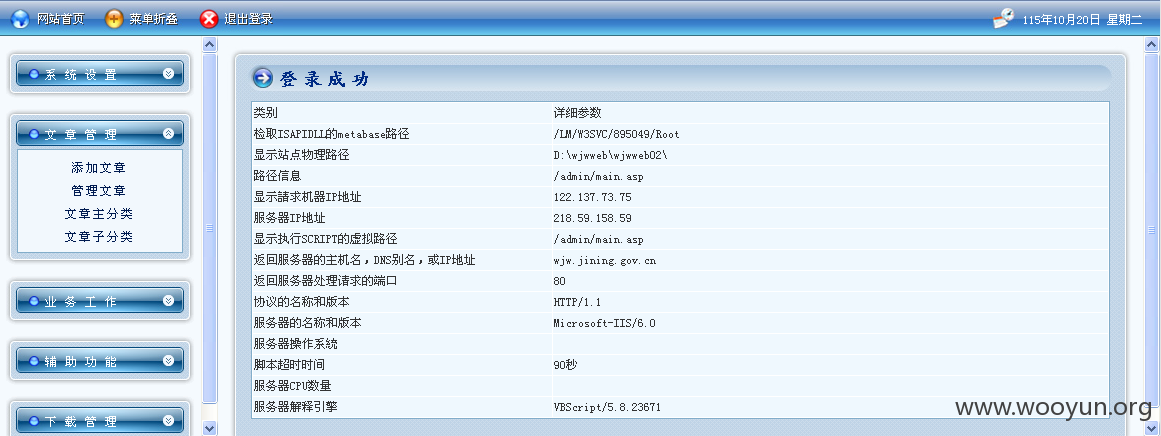 网站首页 菜单折叠 退出登录 115年10月20日 星期二
系统设置
文章管理
添加文章
管理文章
文章主分类
文章子分类
业务工作
辅助功能
下载管理
登录成功
类别 详细参数
检取ISAPIDLL的metabase路径 /LM/W3SVC/895049/Root
显示站点物理路径 D:\wjwweb\wjwweb02\
路径信息 /admin/main.asp
显示請求机器IP地址 122.137.73.75
服务器IP地址 218.59.158.59
显示执行SCRIPT的虚拟路径 /admin/main.asp
返回服务器的主机名，DNS别名，或IP地址 wjw.jining.gov.cn
返回服务器处理请求的端口 80
协议的名称和版本 HTTP/1.1
服务器的名称和版本 Microsoft-IIS/6.0
服务器操作系统
脚本超时时间 90秒
服务器CPU数量
服务器解释引擎 VBScript/5.8.23671
www.wooyun.org